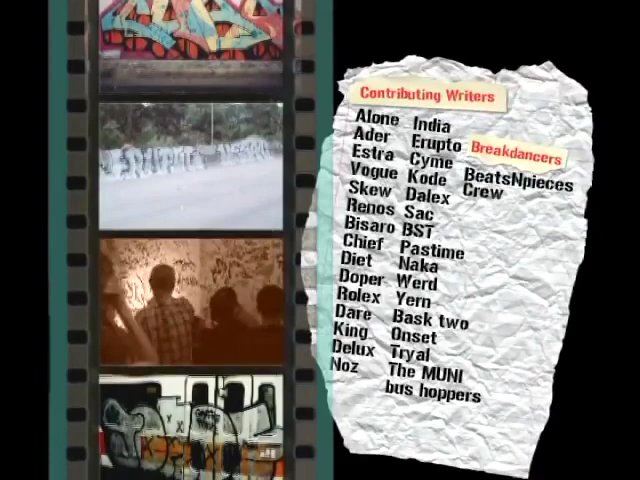 Contributing Writers
Alone
Ader
Estra
Vogue
Skew
Renos
Bisaro
Chief
Diet
Doper
Rolex
Dare
King
Delux
Noz
India
Erupto
Cyme
Kode
Dalex
Sac
BST
Pastime
Naka
Werd
Yern
Bask two
Onset
Tryal
The MUNI
bus hoppers
Breakdancers
BeatsNpieces
Crew